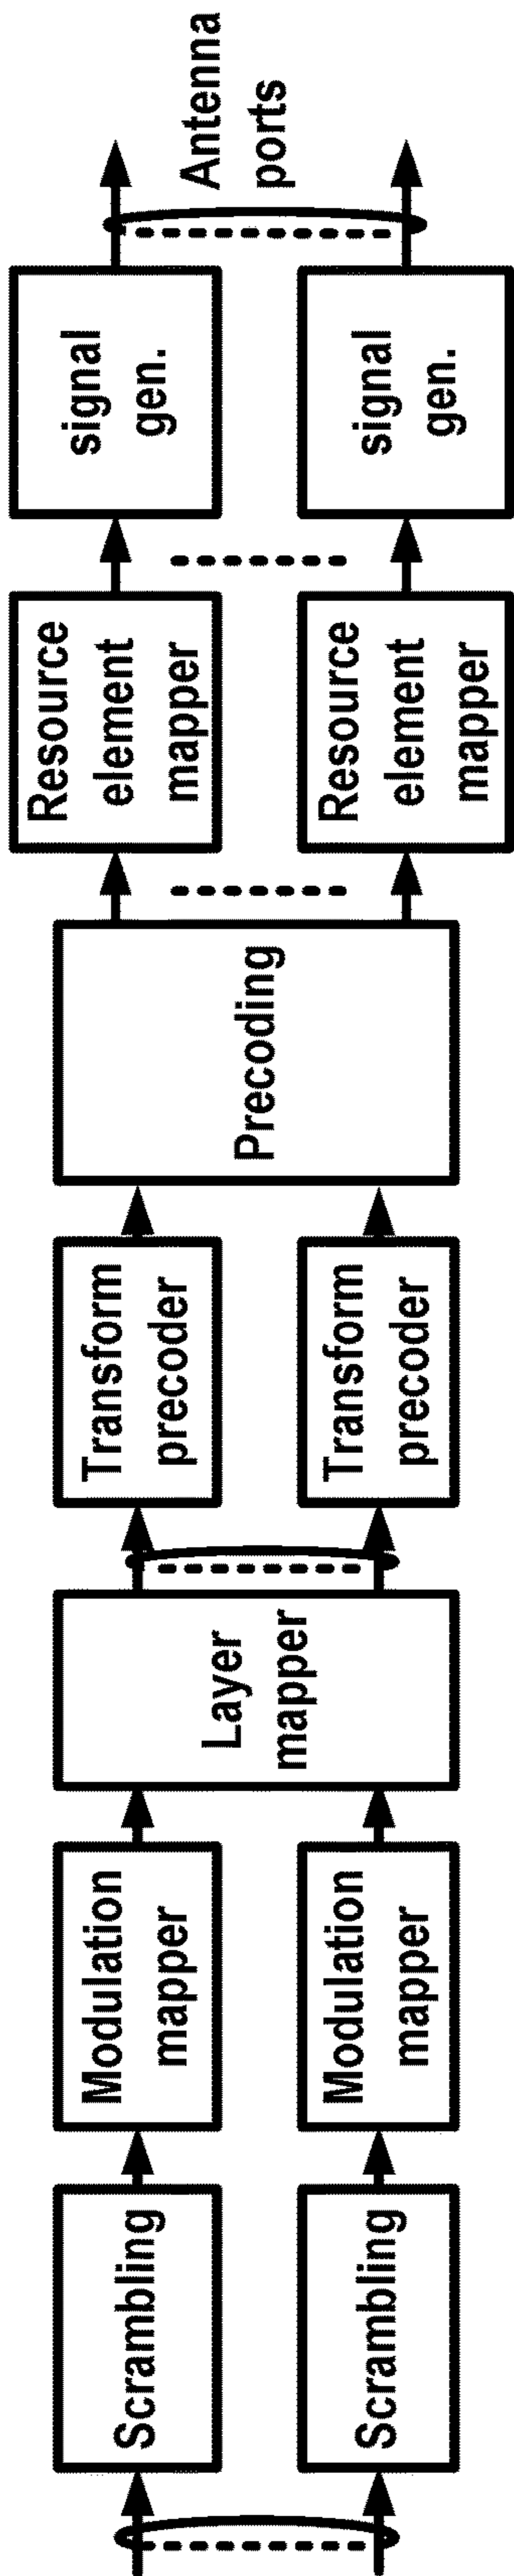 Scrambling
Scrambling
Modulation
mapper
Modulation
mapper
Layer
mapper
Transform
precoder
Transform
precoder
Precoding
Resource
element
mapper
Resource
element
mapper
signal
gen.
signal
gen.
Antenna
ports